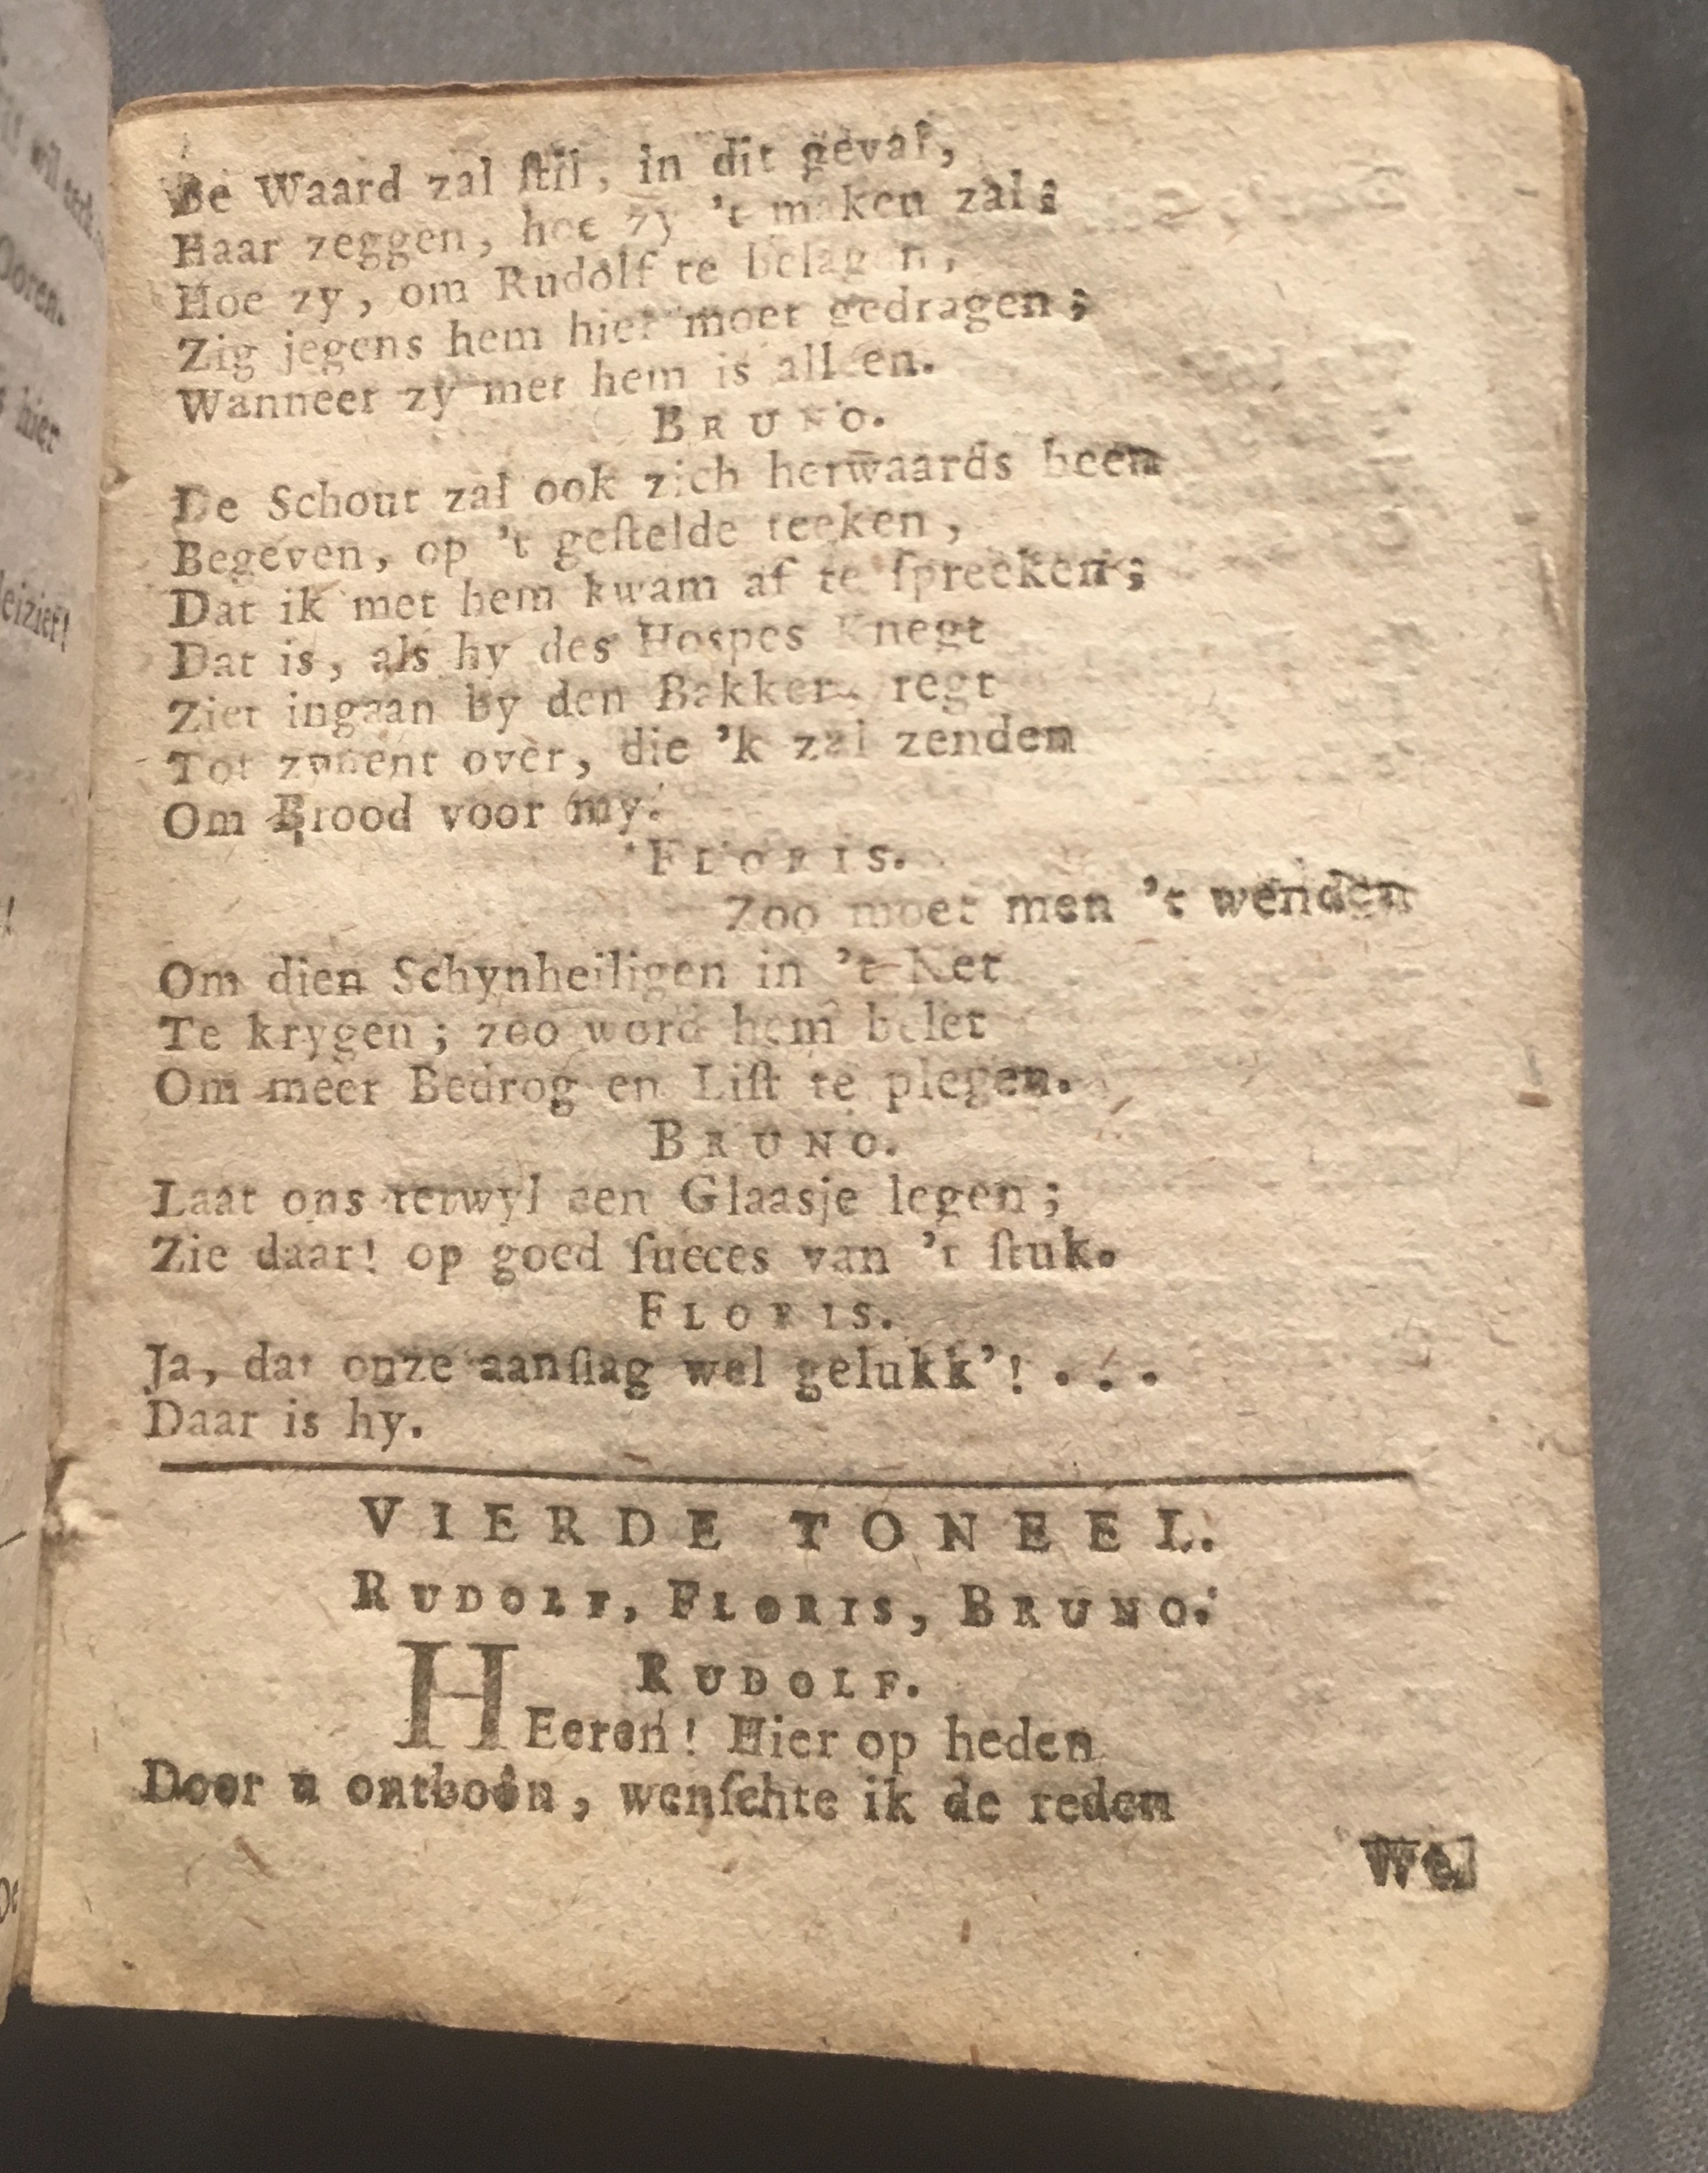 De Waard zal ſtil, in dit geval,
Haar zeggen, hoe zy 't maken zal;
Hoe zy, om Rudolf te belagen,
Zig jegens hem hier moet gedragen;
Wanneer zy met hem is alleen.
BRUNO.
De Schout zal ook zich herwaards heen
Begeven, op 't geſtelde teeken,
Dat ik met hem kwam af te ſpreeken;
Dat is, als hy des Hospes Knegt
Ziet ingaan by den Bakker, regt
Tot zynent over, die 'k zal zenden
Om Brood voor my.
FLORIS.
Zoo moet men 't wenden
Om dien Schynheiligen in 't Net
Te krygen; zoo word hem belet
Om meer Bedrog en Liſt te plegen.
BRUNO.
Laat ons terwyl een Glaasje legen;
Zie daar! op goed ſucces van 't ſtuk.
FLORIS.
Ja, dat onze aanſlag wel gelukk'! . . .
Daar is hy.
VIERDE TONEEL.
RUDOLF, FLORIS, BRUNO.
RUDOLF.
HEeren! Hier op heden
Door u ontboôn, wenſchte ik de reden
Wel